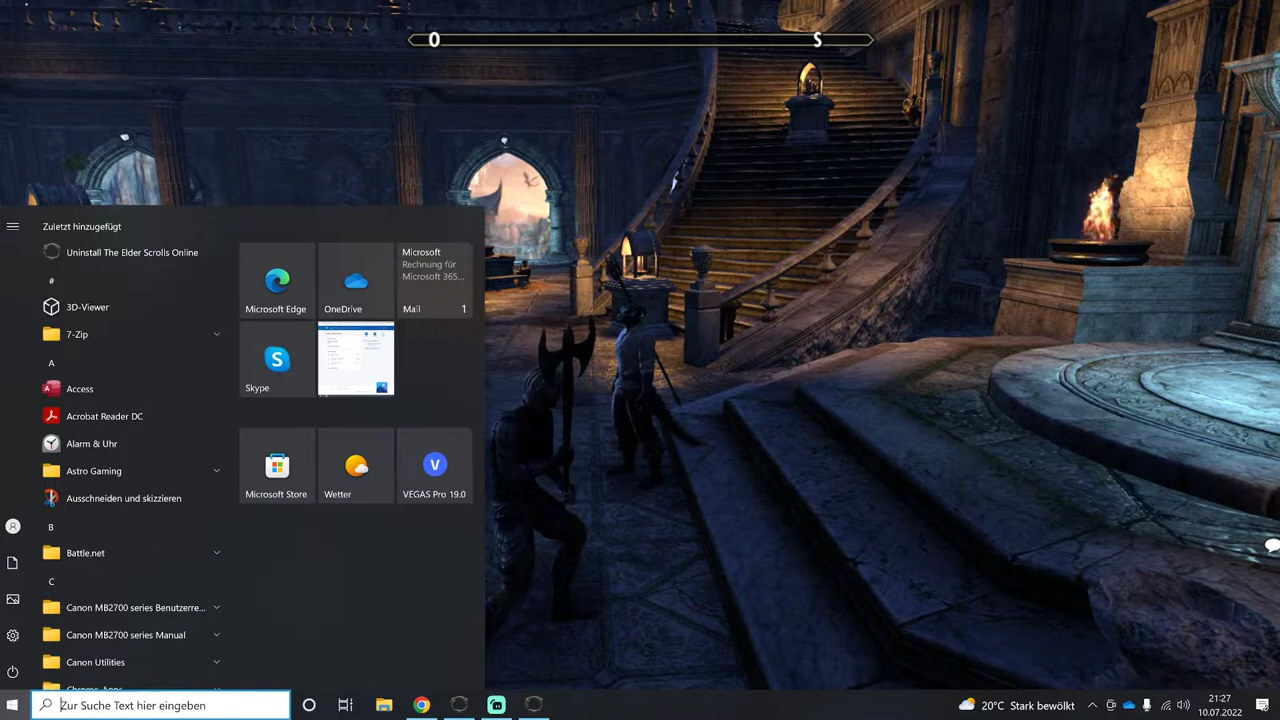 O S
Zuletzt hinzugefügt
Uninstall The Elder Scrolls Online
#
3D-Viewer
7-Zip
A
Access
Acrobat Reader DC
Alarm & Uhr
Astro Gaming
Ausschneiden und skizzieren
B
Battle.net
C
Canon MB2700 series Benutzerre...
Canon MB2700 series Manual
Canon Utilities
Microsoft Edge
OneDrive
Microsoft
Rechnung für
Microsoft 365...
Mail 1
Skype
Microsoft Store
Wetter
V
VEGAS Pro 19.0
Zur Suche Text hier eingeben
20°C Stark bewölkt
21:27
10.07.2022